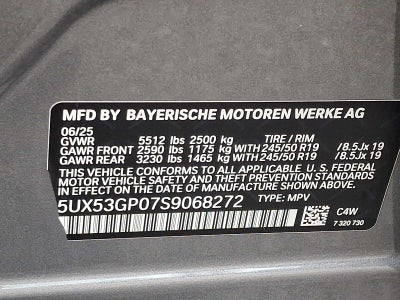 MFD BY BAYERISCHE MOTOREN WERKE AG
06/25
GVWR 5512 lbs 2500 kg TIRE / RIM
GAWR FRONT 2590 lbs 1175 kg WITH 245/50 R19 / 8.5Jx 19
GAWR REAR 3230 lbs 1465 kg WITH 245/50 R19 / 8.5Jx 19
THIS VEHICLE CONFORMS TO ALL APPLICABLE U.S. FEDERAL
MOTOR VEHICLE SAFETY AND THEFT PREVENTION STANDARDS
IN EFFECT ON THE DATE OF MANUFACTURE SHOWN ABOVE.
5UX53GP07S9068272 TYPE: MPV
C4W
7 320 730